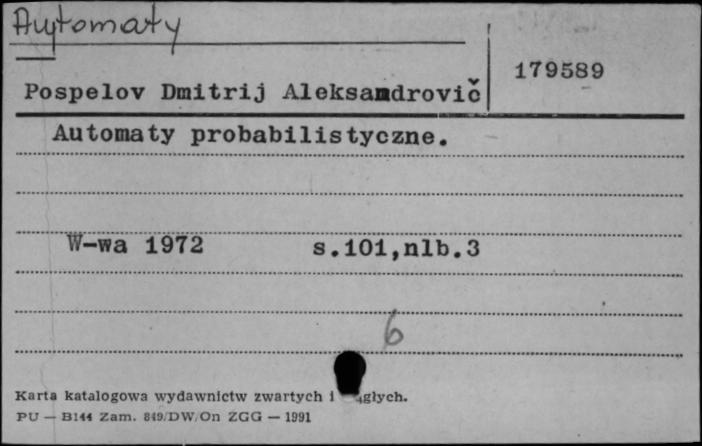 Automaty
179589
Pospelov Dmitrij Aleksandrovič
Automaty probabilistyczne.
W-wa 1972 s.101,nlb.3
6
Karta katalogowa wydawnictw zwartych i głych.
PU — B144 Zam. 849/DW/On ZGG — 1991